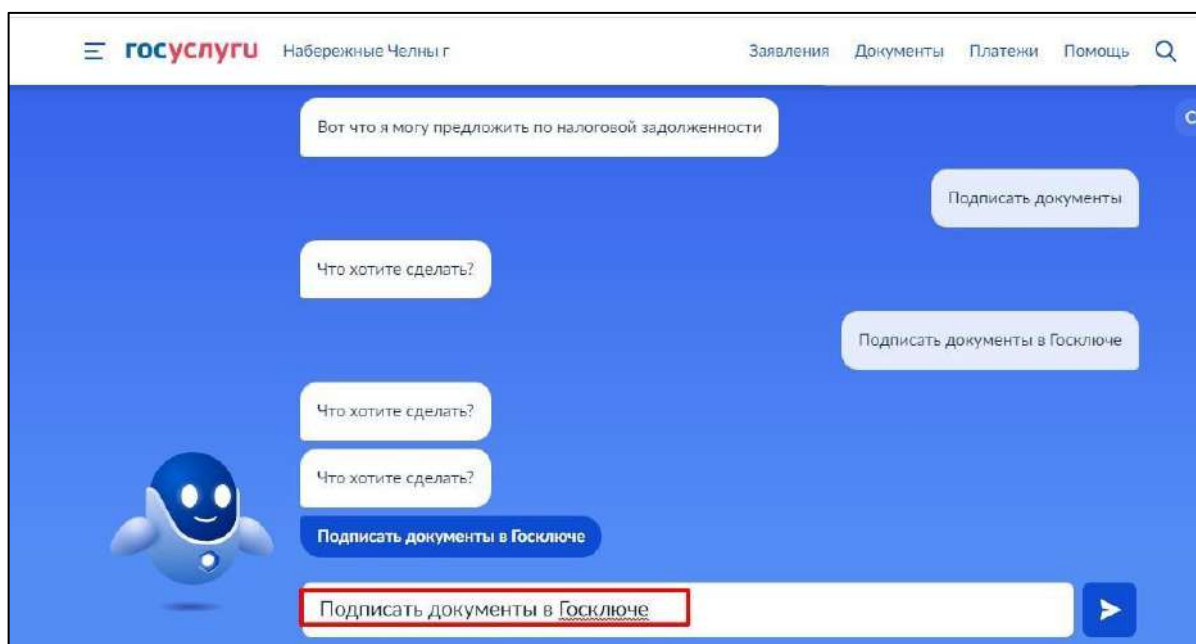 госуслуги Набережные Челны г Заявления Документы Платежи Помощь
Вот что я могу предложить по налоговой задолженности
Подписать документы
Что хотите сделать?
Подписать документы в Госключе
Что хотите сделать?
Что хотите сделать?
Подписать документы в Госключе
Подписать документы в Госключе